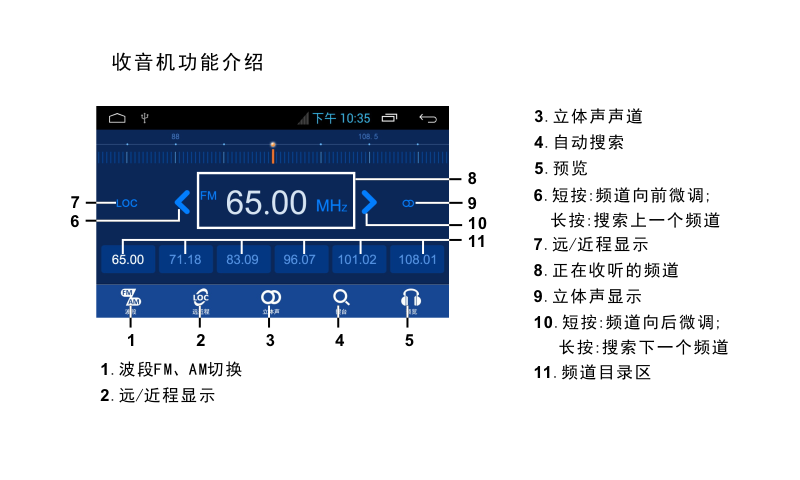 收音机功能介绍
下午 10:35
88
108.5
LOC
FM 65.00 MHz
65.00 71.18 83.09 96.07 101.02 108.01
FM AM
LOC
波段 远近程 立体声 搜台 预览
7
6
8
9
10
11
1 2 3 4 5
1. 波段FM、AM切换
2. 远/近程显示
3. 立体声声道
4. 自动搜索
5. 预览
6. 短按:频道向前微调;
长按:搜索上一个频道
7. 远/近程显示
8. 正在收听的频道
9. 立体声显示
10. 短按:频道向后微调;
长按:搜索下一个频道
11. 频道目录区